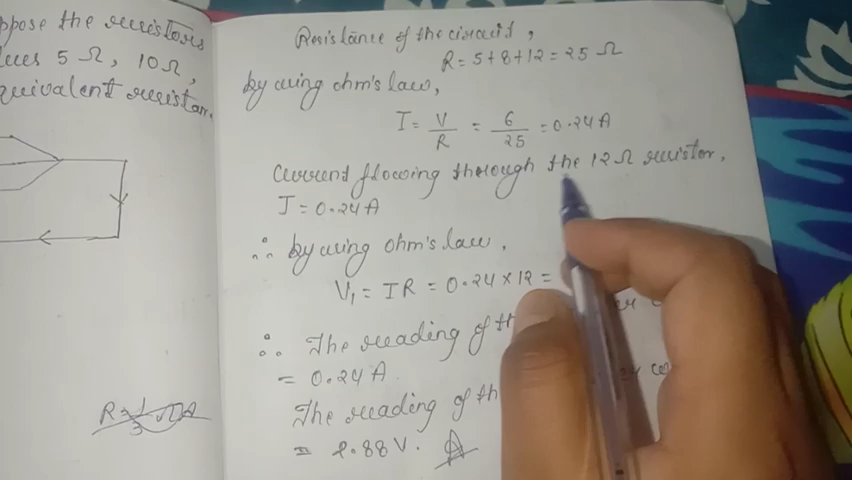 ppose the resistors
lues 5 Ω, 10 Ω,
quivalent resistan.
R = 1/3 Ω
Resistance of the circuit,
R = 5 + 8 + 12 = 25 Ω
by using ohm's law,
I = V/R = 6/25 = 0.24 A
Current flowing through the 12 Ω resistor,
I = 0.24 A
∴ by using ohm's law,
V₁ = IR = 0.24 × 12 =
∴ The reading of th
= 0.24 A.
The reading of th
= 2.88 V.